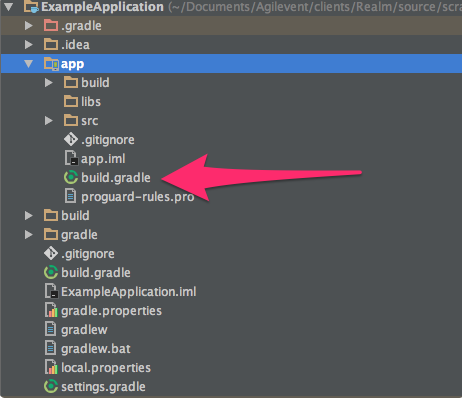 ExampleApplication (~/Documents/Agilevent/clients/Realm/source/scra
.gradle
.idea
app
build
libs
src
.gitignore
app.iml
build.gradle
proguard-rules.pro
build
gradle
.gitignore
build.gradle
ExampleApplication.iml
gradle.properties
gradlew
gradlew.bat
local.properties
settings.gradle